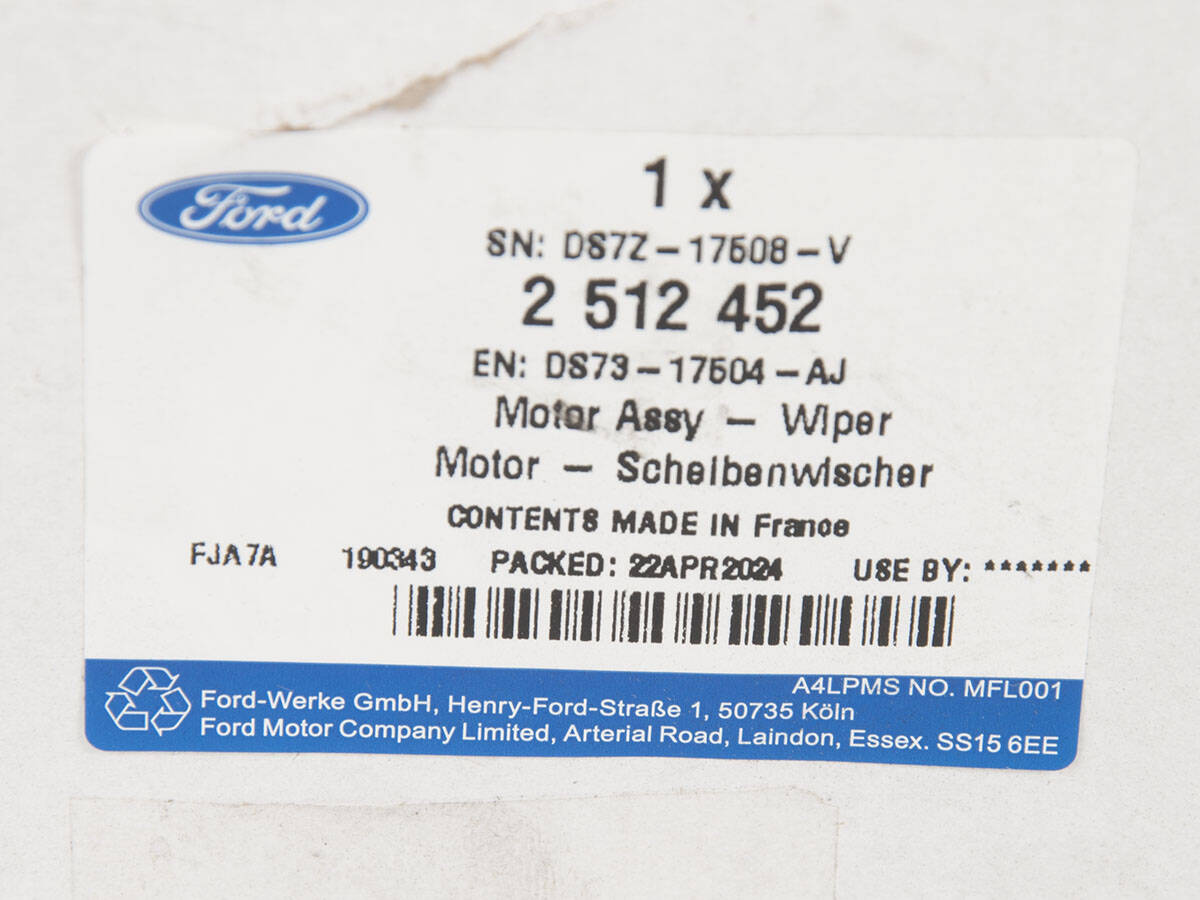 Ford
1 x
SN: DS7Z-17508-V
2 512 452
EN: DS73-17504-AJ
Motor Assy - Wiper
Motor - Scheibenwischer
CONTENTS MADE IN France
FJA7A 190343 PACKED: 22APR2024 USE BY: *******
A4LPMS NO. MFL001
Ford-Werke GmbH, Henry-Ford-Straße 1, 50735 Köln
Ford Motor Company Limited, Arterial Road, Laindon, Essex. SS15 6EE